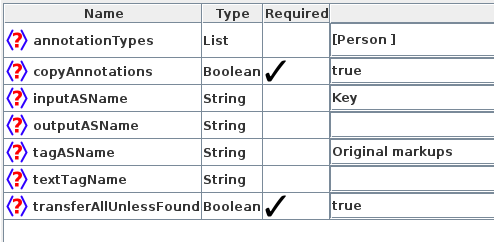 Name Type Required
annotationTypes List [Person ]
copyAnnotations Boolean true
inputASName String Key
outputASName String
tagASName String Original markups
textTagName String
transferAllUnlessFound Boolean true